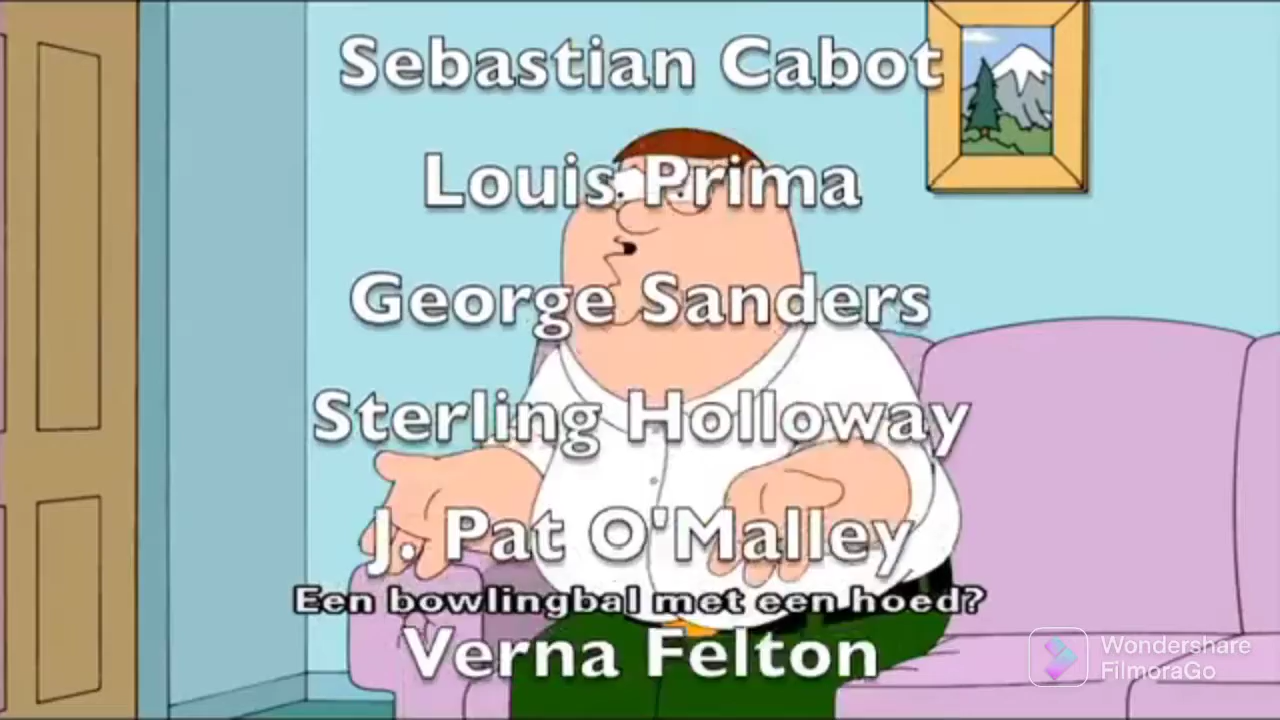 Sebastian Cabot
Louis Prima
George Sanders
Sterling Holloway
J. Pat O'Malley
Een bowlingbal met een hoed?
Verna Felton
Wondershare
FilmoraGo